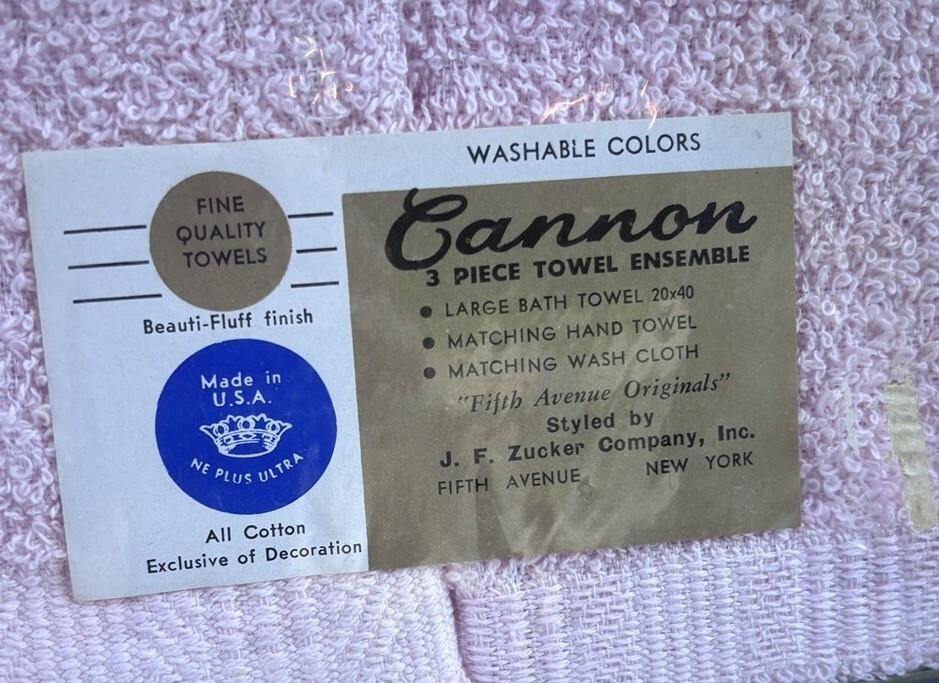 WASHABLE COLORS
FINE
QUALITY
TOWELS
Beauti-Fluff finish
Made in
U.S.A.
NE PLUS ULTRA
All Cotton
Exclusive of Decoration
Cannon
3 PIECE TOWEL ENSEMBLE
● LARGE BATH TOWEL 20x40
● MATCHING HAND TOWEL
● MATCHING WASH CLOTH
"Fifth Avenue Originals"
Styled by
J. F. Zucker Company, Inc.
FIFTH AVENUE NEW YORK